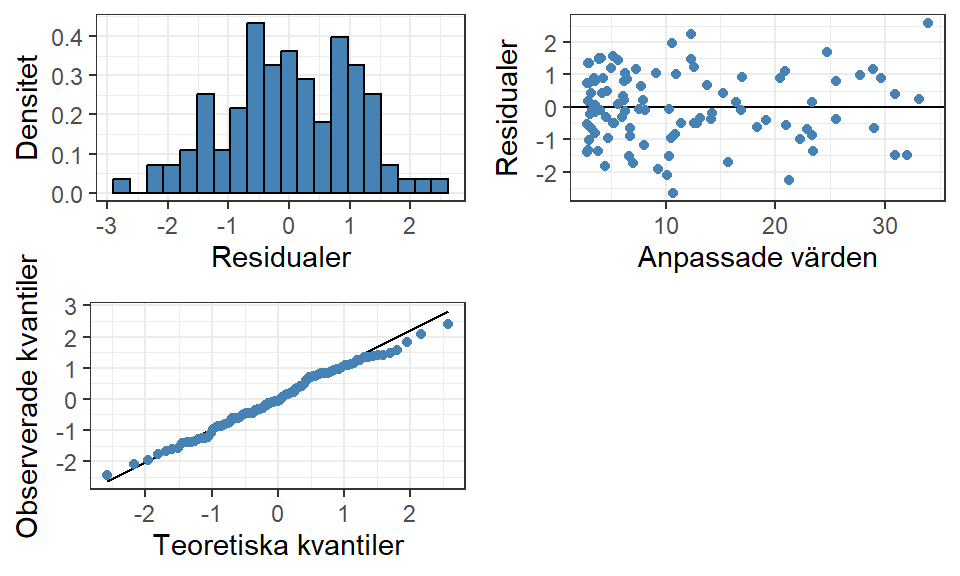 Densitet
0.4
0.3
0.2
0.1
0.0
-3 -2 -1 0 1 2
Residualer
Residualer
2
1
0
-1
-2
10 20 30
Anpassade värden
Observerade kvantiler
3
2
1
0
-1
-2
-2 -1 0 1 2
Teoretiska kvantiler